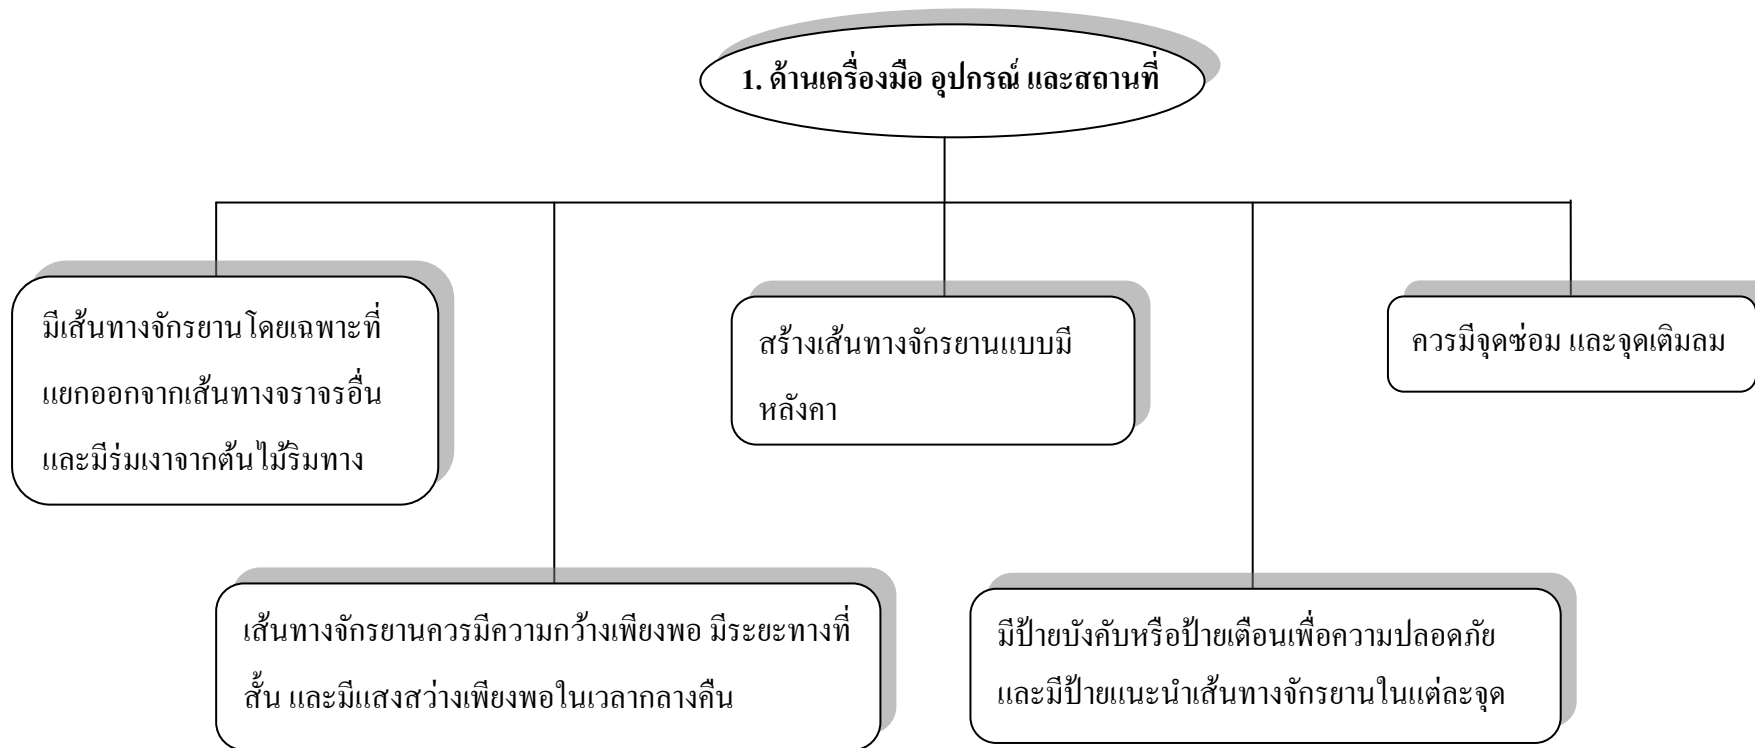 1. ด้านเครื่องมือ อุปกรณ์ และสถานที่
มีเส้นทางจักรยานโดยเฉพาะที่
แยกออกจากเส้นทางจราจรอื่น
และมีร่มเงาจากต้นไม้ริมทาง
สร้างเส้นทางจักรยานแบบมี
หลังคา
ควรมีจุดซ่อม และจุดเติมลม
เส้นทางจักรยานควรมีความกว้างเพียงพอ มีระยะทางที่
สั้น และมีแสงสว่างเพียงพอในเวลากลางคืน
มีป้ายบังคับหรือป้ายเตือนเพื่อความปลอดภัย
และมีป้ายแนะนำเส้นทางจักรยานในแต่ละจุด